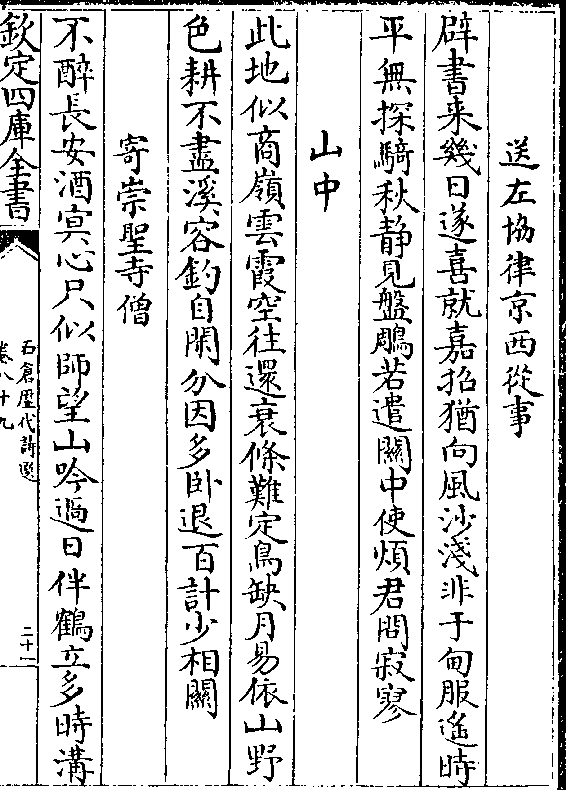 送左協律京西從事
辟書来幾日遂喜就嘉招猶向風沙淺非于甸服遙時
平無探騎秋静見盤鵰若遣關中使煩君問寂寥
山中
此地似商嶺雲霞空往還衰條難定鳥缺月易依山野
色耕不盡溪容釣自閑分因多卧退百計少相關
寄崇聖寺僧
不醉長安酒寘心只似師望山吟過日伴鶴立多時溝
欽定四庫全書
石倉歷代詩選
卷八十九
二十一